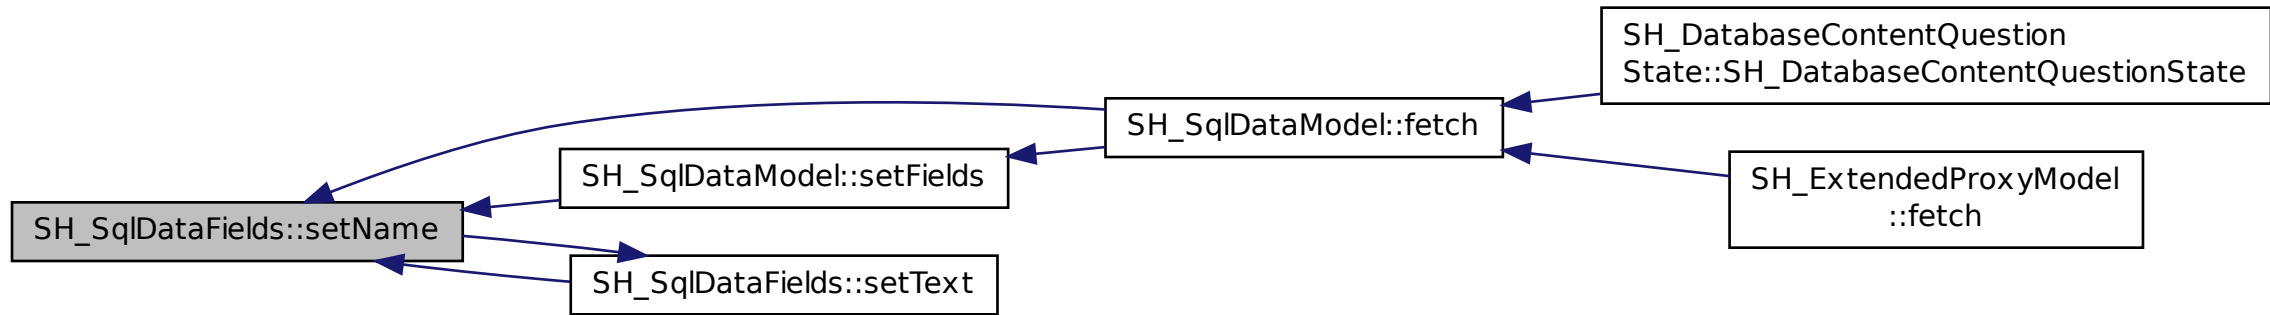 SH_DatabaseContentQuestion
State::SH_DatabaseContentQuestionState
SH_SqlDataModel::fetch
SH_SqlDataModel::setFields
SH_ExtendedProxyModel
::fetch
SH_SqlDataFields::setName
SH_SqlDataFields::setText